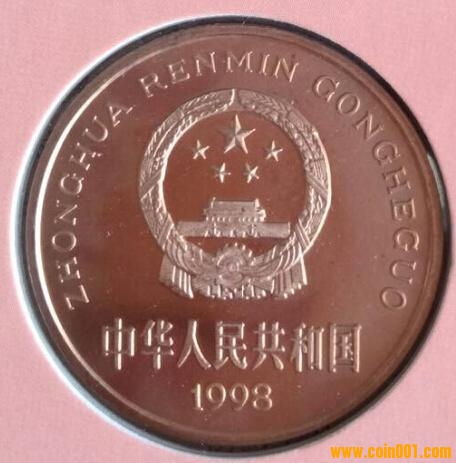 ZHONGHUA RENMIN GONGHEGUO
中华人民共和国
1998
www.coin001.com